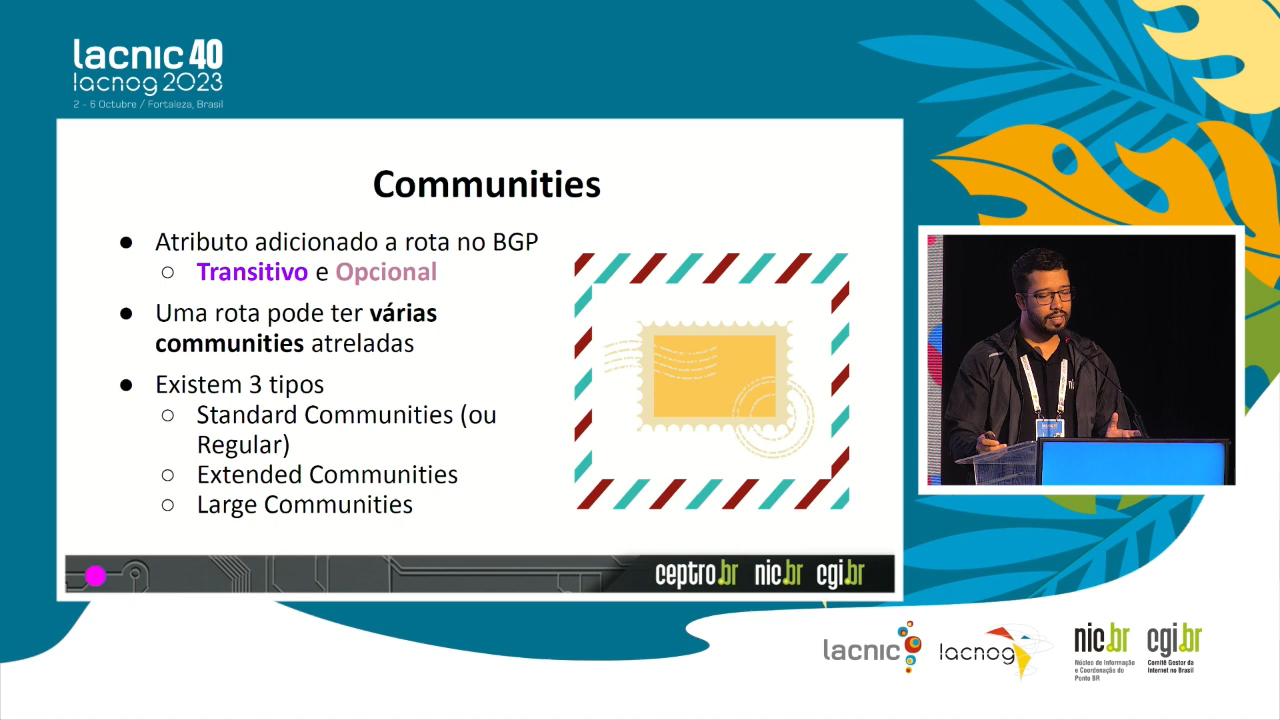 lacnic 40
lacnog 2023
2 - 6 Octubre / Fortaleza, Brasil
Communities
● Atributo adicionado a rota no BGP
○ Transitivo e Opcional
● Uma rota pode ter várias
communities atreladas
● Existem 3 tipos
○ Standard Communities (ou
Regular)
○ Extended Communities
○ Large Communities
ceptro.br nic.br cgi.br
lacnic
lacnog
nic.br
Núcleo de Informação
e Coordenação do
Ponto BR
cgi.br
Comitê Gestor da
Internet no Brasil